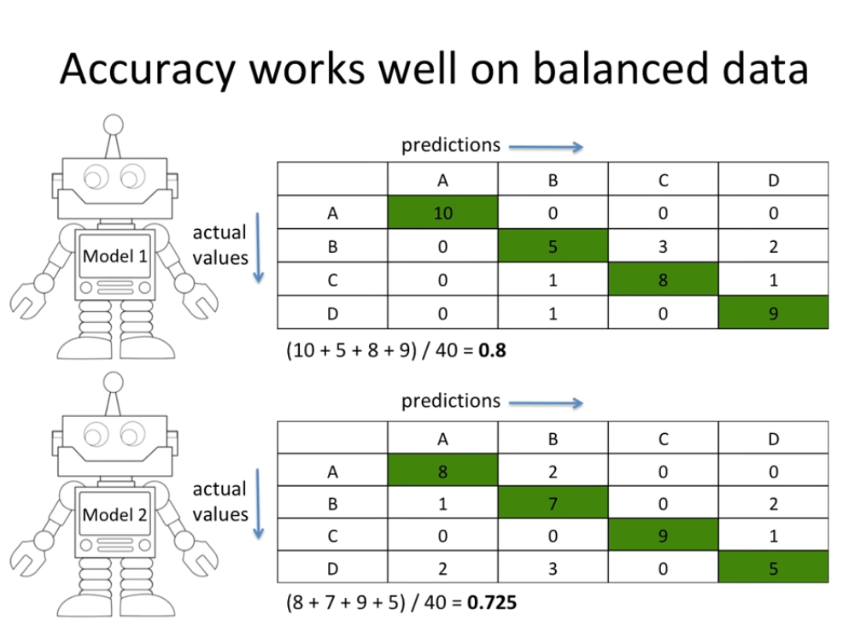 Accuracy works well on balanced data
predictions
A B C D
A 10 0 0 0
B 0 5 3 2
C 0 1 8 1
D 0 1 0 9
actual
values
Model 1
(10 + 5 + 8 + 9) / 40 = 0.8
predictions
A B C D
A 8 2 0 0
B 1 7 0 2
C 0 0 9 1
D 2 3 0 5
actual
values
Model 2
(8 + 7 + 9 + 5) / 40 = 0.725